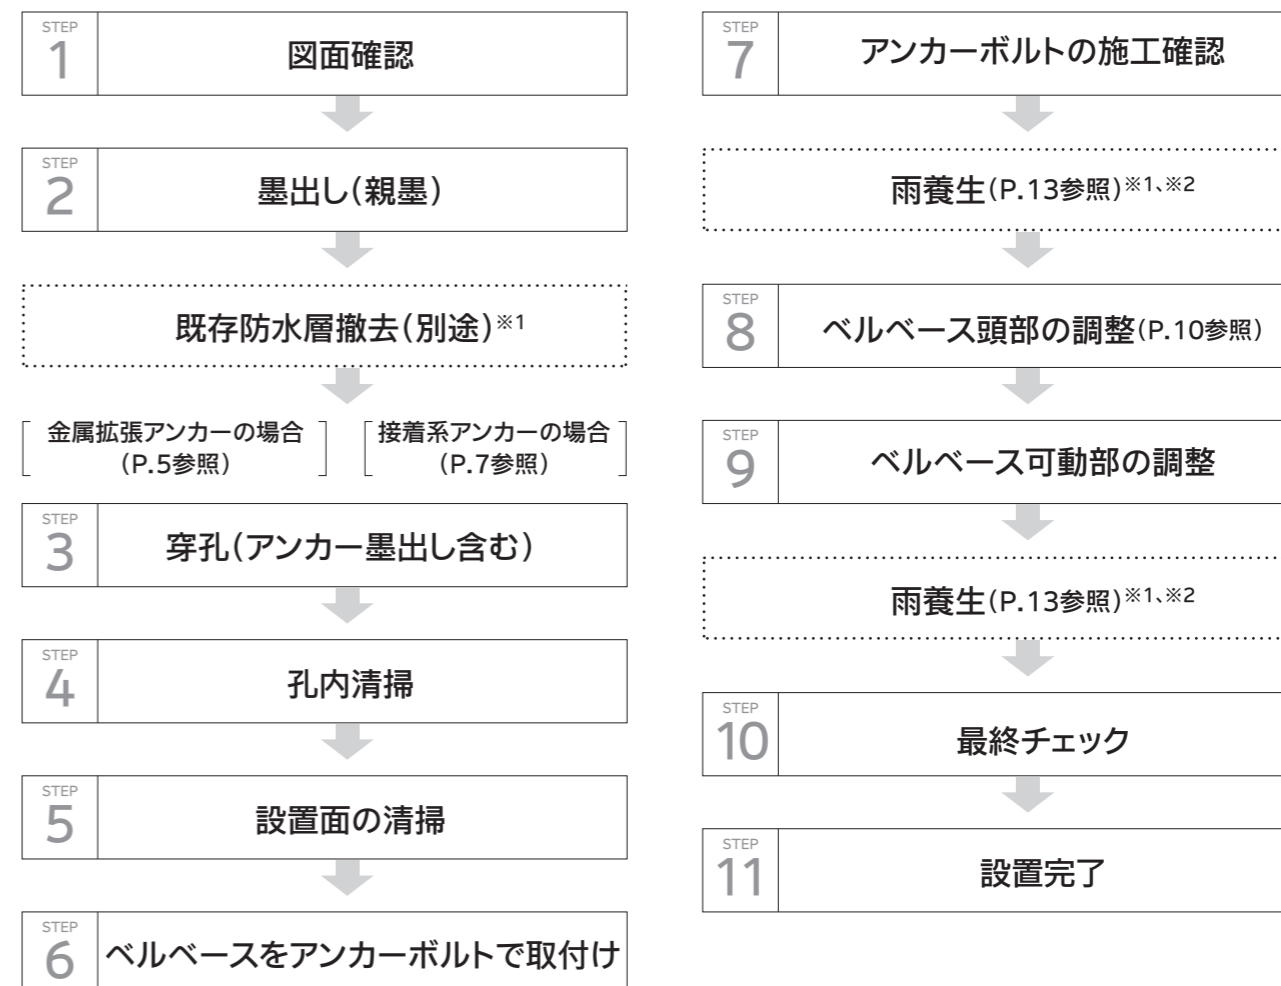 STEP
1
図面確認
STEP
2
墨出し(親墨)
既存防水層撤去(別途)※1
金属拡張アンカーの場合
(P.5参照)
接着系アンカーの場合
(P.7参照)
STEP
3
穿孔(アンカー墨出し含む)
STEP
4
孔内清掃
STEP
5
設置面の清掃
STEP
6
ベルベースをアンカーボルトで取付け
STEP
7
アンカーボルトの施工確認
雨養生(P.13参照)※1、※2
STEP
8
ベルベース頭部の調整(P.10参照)
STEP
9
ベルベース可動部の調整
雨養生(P.13参照)※1、※2
STEP
10
最終チェック
STEP
11
設置完了